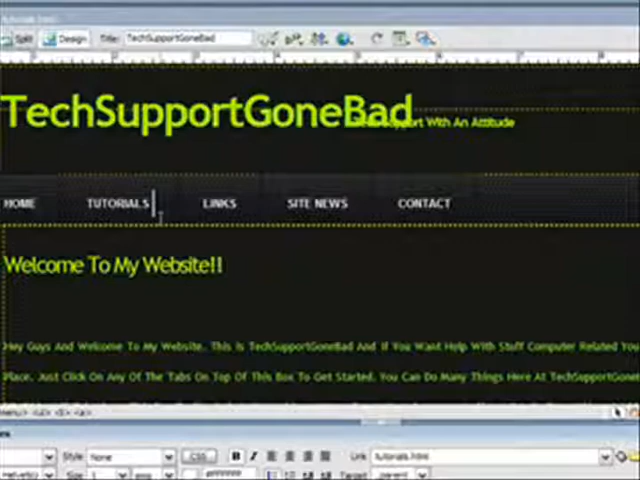 Split Design Title: TechSupportGoneBad
TechSupportGoneBad
Support With An Attitude
HOME TUTORIALS LINKS SITE NEWS CONTACT
Welcome To My Website!!
Hey Guys And Welcome To My Website. This Is TechSupportGoneBad And If You Want Help With Stuff Computer Related You
Place. Just Click On Any Of The Tabs On Top Of This Box To Get Started. You Can Do Many Things Here At TechSupportGone
Style None CSS B I Link tutorials.html
Size Target